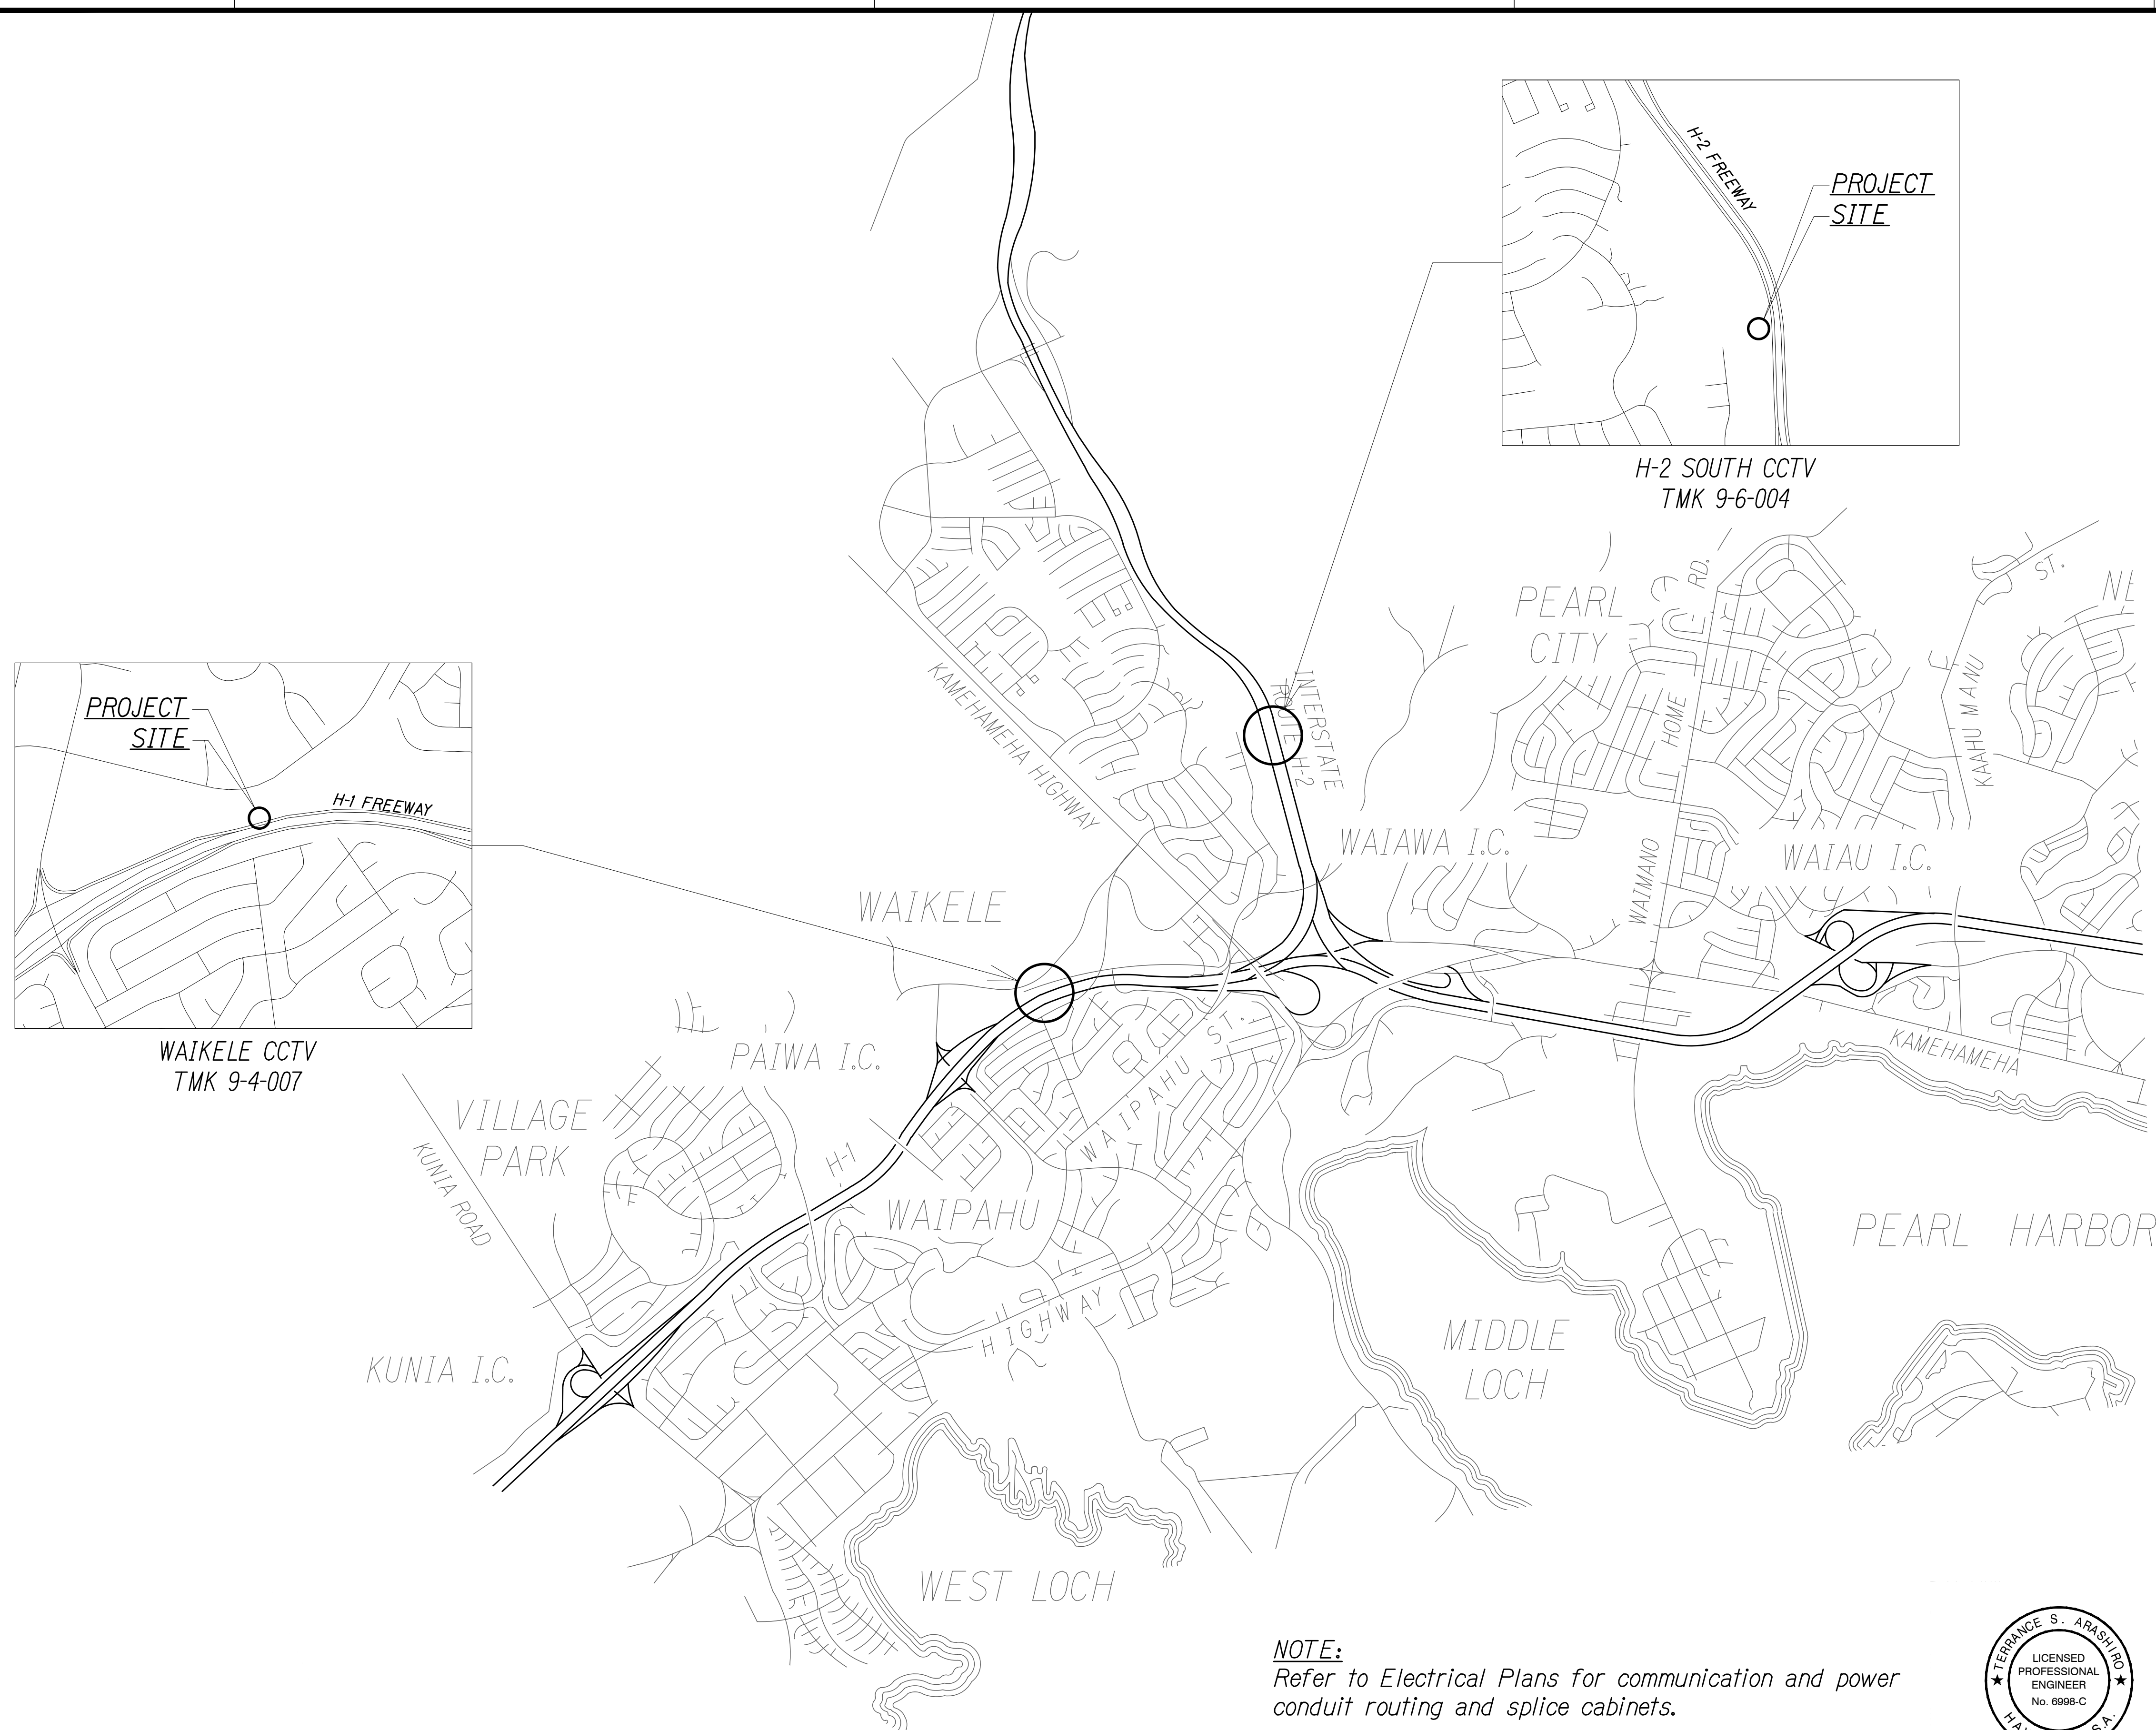 H-2 FREEWAY
PROJECT
SITE
H-2 SOUTH CCTV
TMK 9-6-004
PEARL
CITY
RD.
HOME
WAIMANO
ST.
KAAHUMANU
NE
PROJECT
SITE
H-1 FREEWAY
WAIKELE CCTV
TMK 9-4-007
KAMEHAMEHA HIGHWAY
INTERSTATE
ROUTE H-2
WAIAWA I.C.
WAIAU I.C.
WAIKELE
PAIWA I.C.
WAIPAHU ST.
KAMEHAMEHA
VILLAGE
PARK
KUNIA ROAD
H-1
WAIPAHU
PEARL HARBOR
HIGHWAY
MIDDLE
LOCH
KUNIA I.C.
WEST LOCH
NOTE:
Refer to Electrical Plans for communication and power
conduit routing and splice cabinets.
TERRANCE S. ARASHIRO
LICENSED
PROFESSIONAL
ENGINEER
No. 6998-C